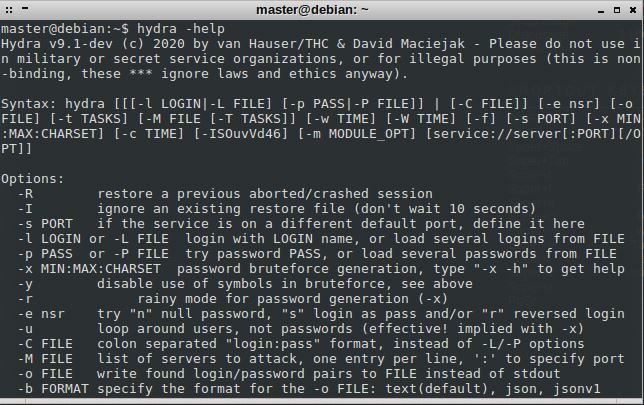 master@debian: ~
master@debian:~$ hydra -help
Hydra v9.1-dev (c) 2020 by van Hauser/THC & David Maciejak - Please do not use i
n military or secret service organizations, or for illegal purposes (this is non
-binding, these *** ignore laws and ethics anyway).
Syntax: hydra [[[-l LOGIN|-L FILE] [-p PASS|-P FILE]] | [-C FILE]] [-e nsr] [-o 
FILE] [-t TASKS] [-M FILE [-T TASKS]] [-w TIME] [-W TIME] [-f] [-s PORT] [-x MIN
:MAX:CHARSET] [-c TIME] [-ISOuvVd46] [-m MODULE_OPT] [service://server[:PORT][/O
PT]]
Options:
  -R        restore a previous aborted/crashed session
  -I        ignore an existing restore file (don't wait 10 seconds)
  -s PORT   if the service is on a different default port, define it here
  -l LOGIN or -L FILE  login with LOGIN name, or load several logins from FILE
  -p PASS  or -P FILE  try password PASS, or load several passwords from FILE
  -x MIN:MAX:CHARSET  password bruteforce generation, type "-x -h" to get help
  -y        disable use of symbols in bruteforce, see above
  -r             rainy mode for password generation (-x)
  -e nsr    try "n" null password, "s" login as pass and/or "r" reversed login
  -u        loop around users, not passwords (effective! implied with -x)
  -C FILE   colon separated "login:pass" format, instead of -L/-P options
  -M FILE   list of servers to attack, one entry per line, ':' to specify port
  -o FILE   write found login/password pairs to FILE instead of stdout
  -b FORMAT specify the format for the -o FILE: text(default), json, jsonv1